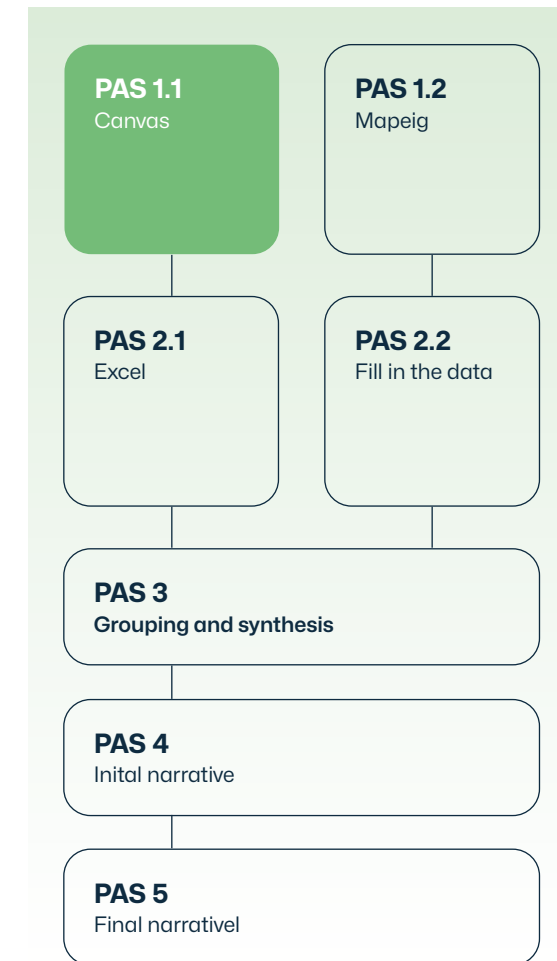 PAS 1.1
Canvas
PAS 1.2
Mapeig
PAS 2.1
Excel
PAS 2.2
Fill in the data
PAS 3
Grouping and synthesis
PAS 4
Inital narrative
PAS 5
Final narrativel